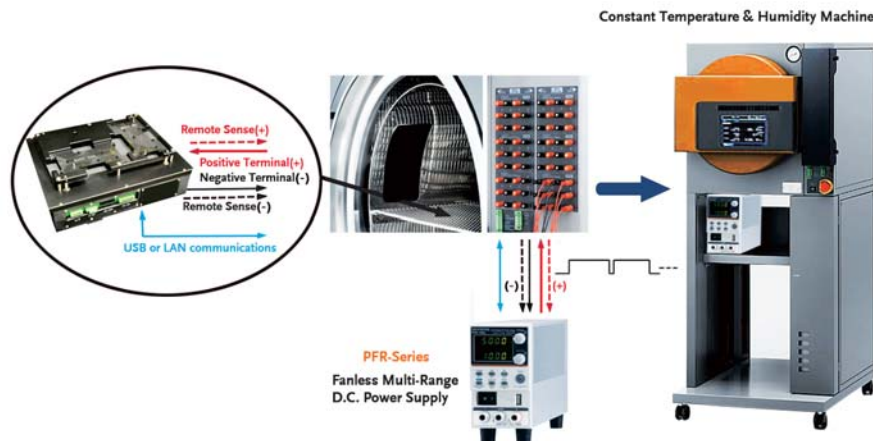 Constant Temperature & Humidity Machine
Remote Sense(+)
Positive Terminal(+)
Negative Terminal(-)
Remote Sense(-)
USB or LAN communications
(-)
(+)
PFR-Series
Fanless Multi-Range
D.C. Power Supply